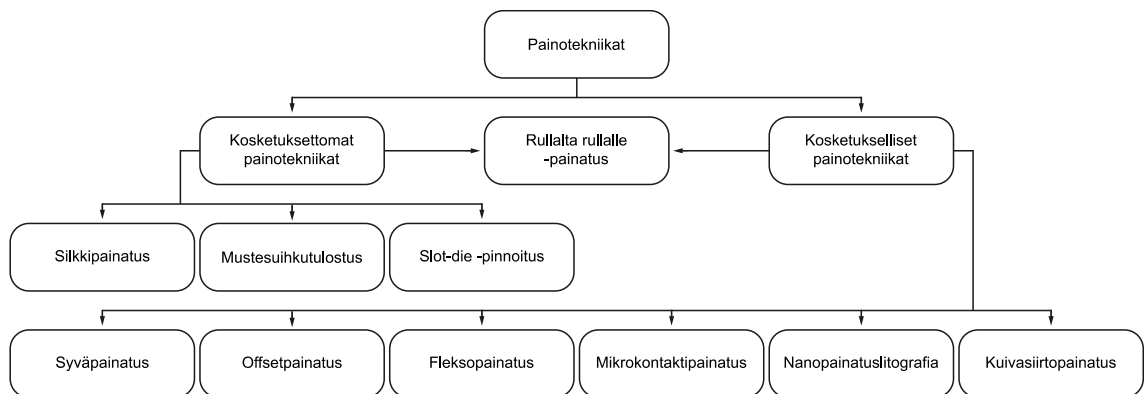 Painotekniikat
Kosketuksettomat
painotekniikat
Rullalta rullalle
-painatus
Kosketukselliset
painotekniikat
Silkkipainatus
Mustesuihkutulostus
Slot-die -pinnoitus
Syväpainatus
Offsetpainatus
Fleksopainatus
Mikrokontaktipainatus
Nanopainatuslitografia
Kuivasiirtopainatus